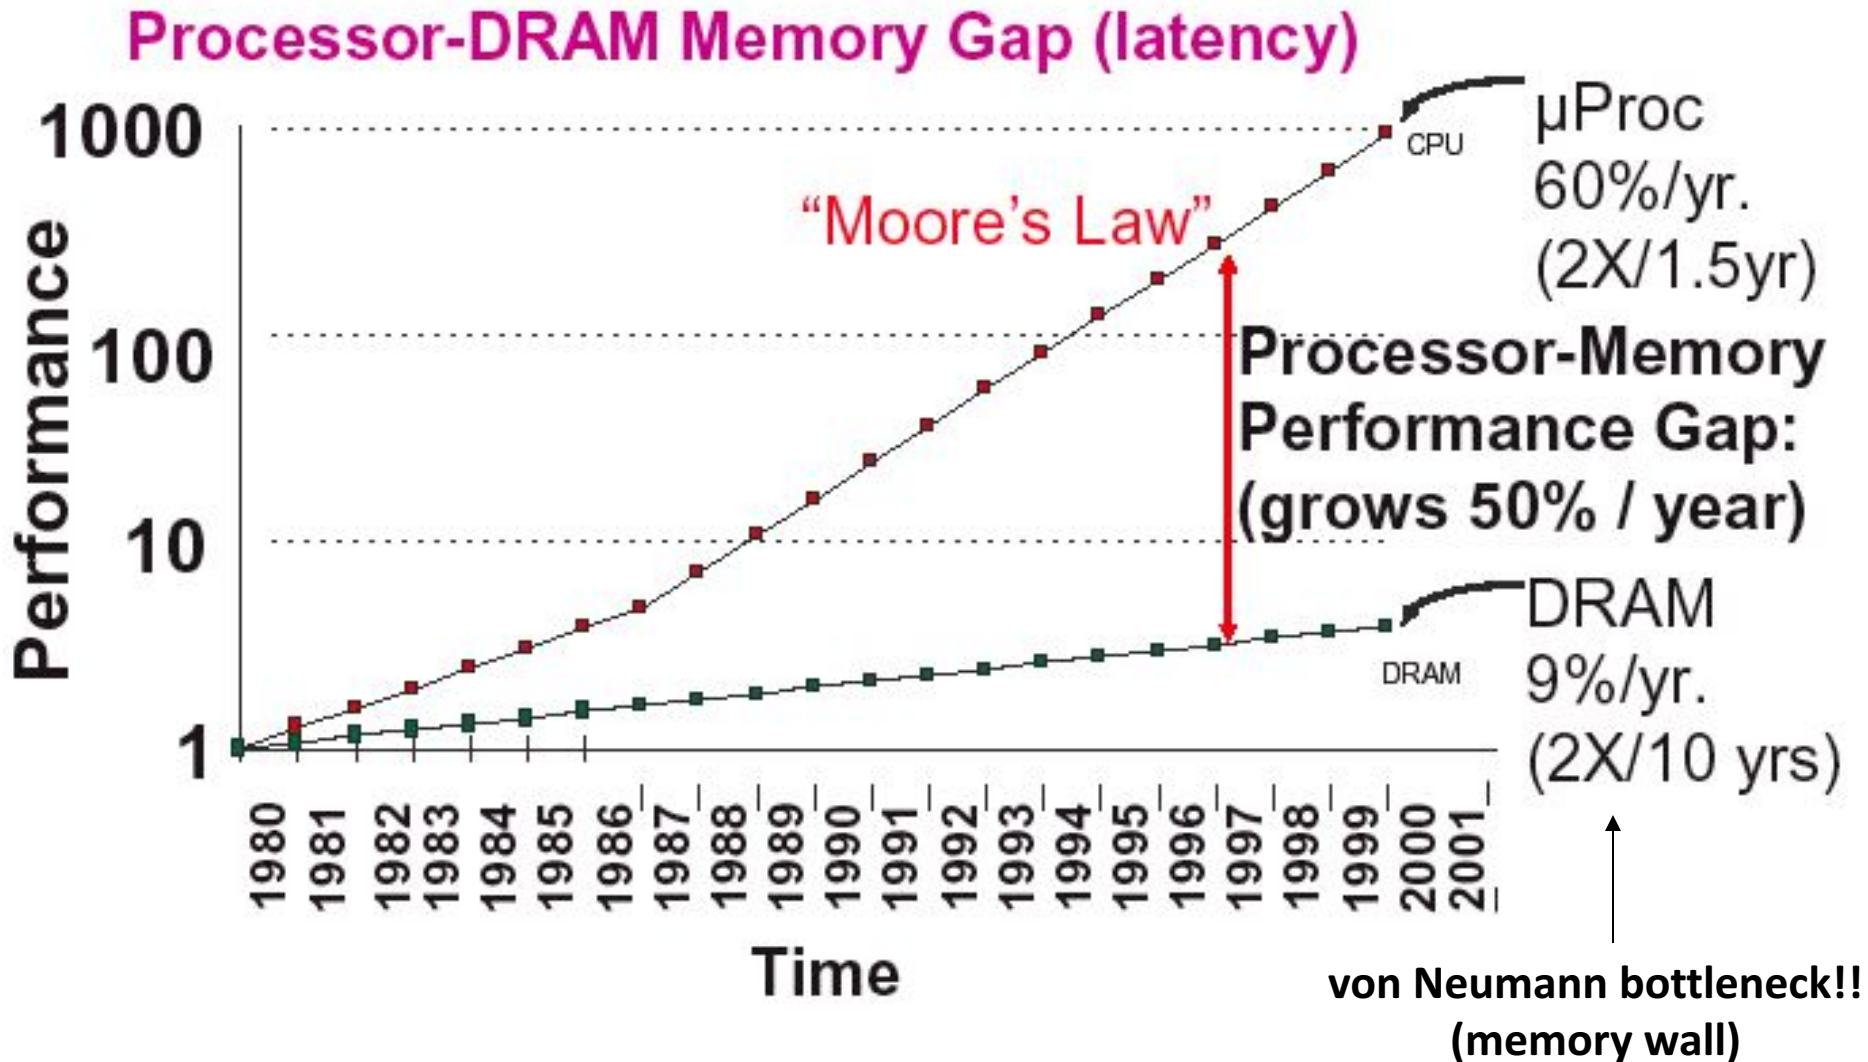 Processor-DRAM Memory Gap (latency)
1000
100
10
1
Performance
“Moore’s Law”
CPU
µProc
60%/yr.
(2X/1.5yr)
Processor-Memory
Performance Gap:
(grows 50% / year)
DRAM
DRAM
9%/yr.
(2X/10 yrs)
1980
1981
1982
1983
1984
1985
1986
1987
1988
1989
1990
1991
1992
1993
1994
1995
1996
1997
1998
1999
2000
2001
Time
von Neumann bottleneck!!
(memory wall)